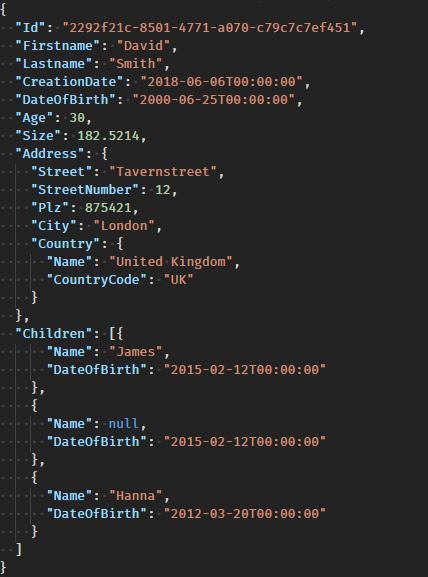 {
  "Id": "2292f21c-8501-4771-a070-c79c7c7ef451",
  "Firstname": "David",
  "Lastname": "Smith",
  "CreationDate": "2018-06-06T00:00:00",
  "DateOfBirth": "2000-06-25T00:00:00",
  "Age": 30,
  "Size": 182.5214,
  "Address": {
    "Street": "Tavernstreet",
    "StreetNumber": 12,
    "Plz": 875421,
    "City": "London",
    "Country": {
      "Name": "United Kingdom",
      "CountryCode": "UK"
    }
  },
  "Children": [{
      "Name": "James",
      "DateOfBirth": "2015-02-12T00:00:00"
    },
    {
      "Name": null,
      "DateOfBirth": "2015-02-12T00:00:00"
    },
    {
      "Name": "Hanna",
      "DateOfBirth": "2012-03-20T00:00:00"
    }
  ]
}